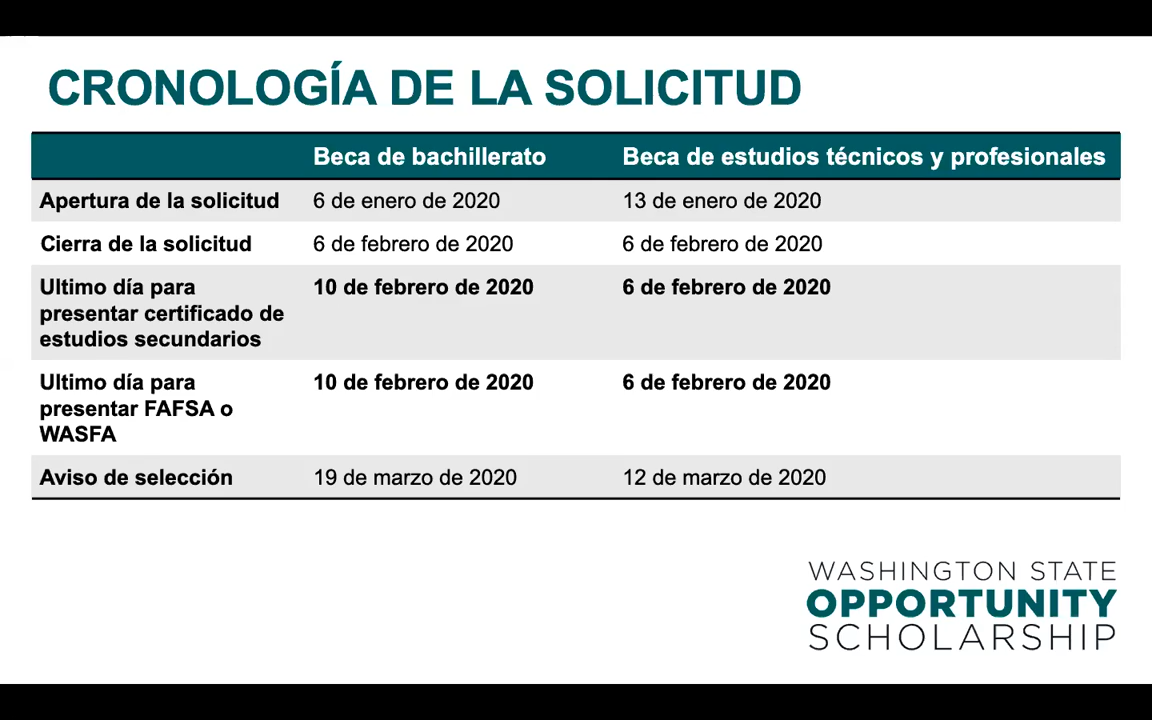 CRONOLOGÍA DE LA SOLICITUD
Beca de bachillerato Beca de estudios técnicos y profesionales
Apertura de la solicitud 6 de enero de 2020 13 de enero de 2020
Cierra de la solicitud 6 de febrero de 2020 6 de febrero de 2020
Ultimo día para 10 de febrero de 2020 6 de febrero de 2020
presentar certificado de
estudios secundarios
Ultimo día para 10 de febrero de 2020 6 de febrero de 2020
presentar FAFSA o
WASFA
Aviso de selección 19 de marzo de 2020 12 de marzo de 2020
WASHINGTON STATE
OPPORTUNITY
SCHOLARSHIP